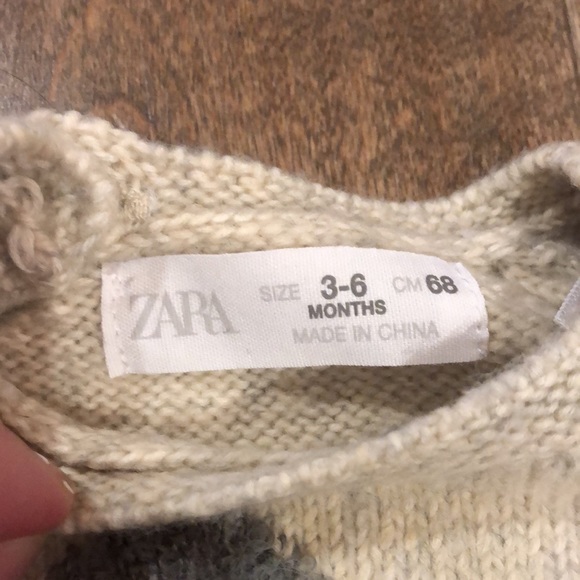 ZARA
SIZE 3-6 CM 68
MONTHS
MADE IN CHINA